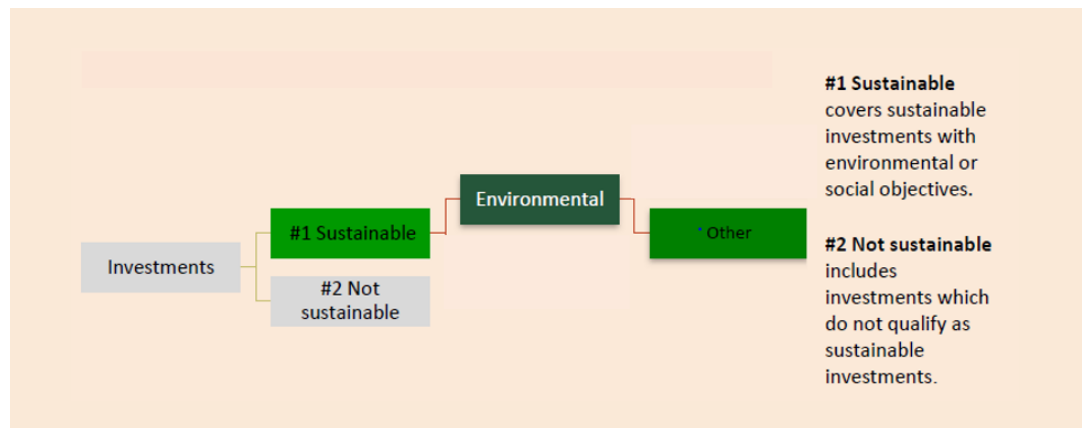 Investments
#1 Sustainable
#2 Not
sustainable
Environmental
Other
#1 Sustainable
covers sustainable
investments with
environmental or
social objectives.
#2 Not sustainable
includes
investments which
do not qualify as
sustainable
investments.